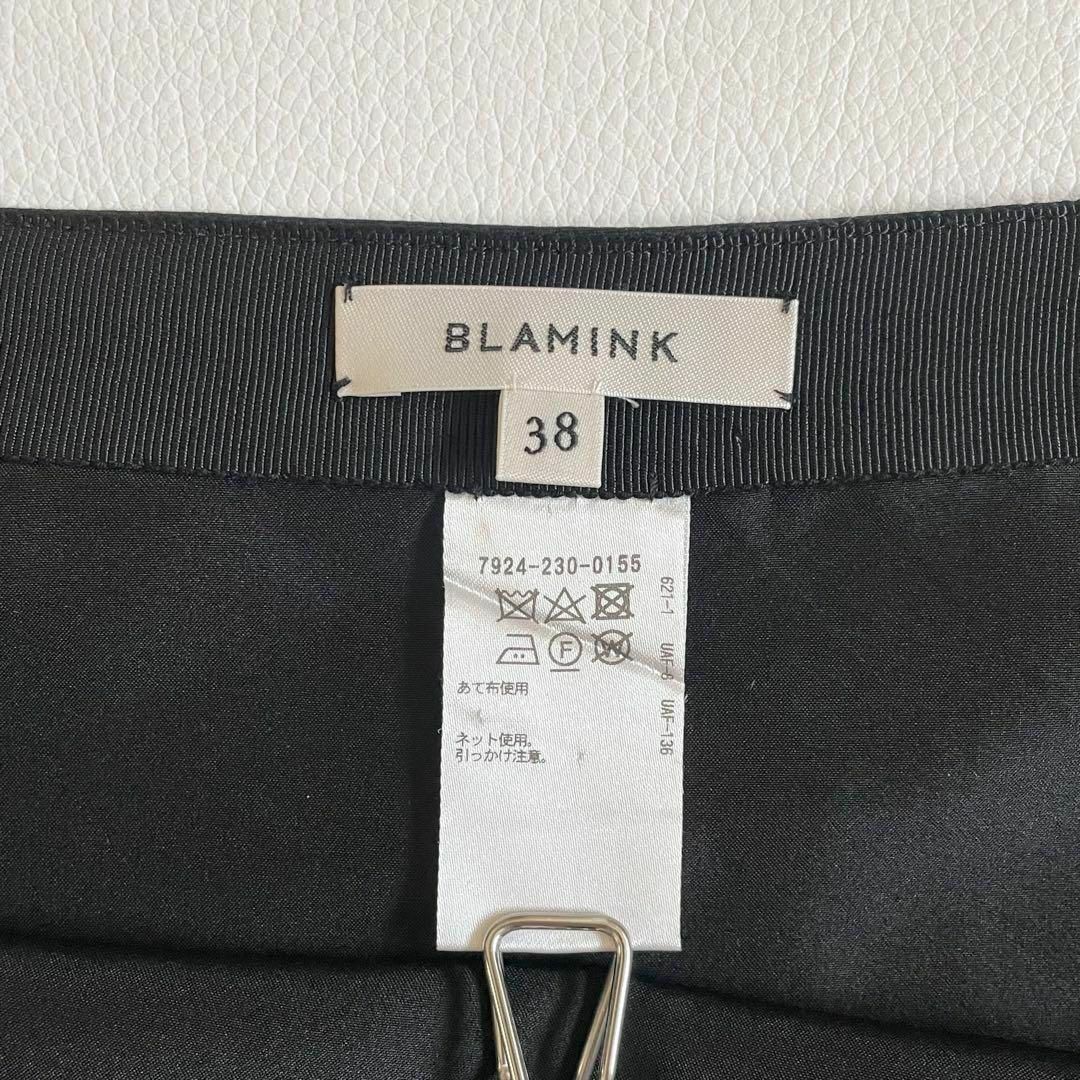 BLAMINK
38
7924-230-0155
F W
あて布使用
ネット使用。
引っかけ注意。
621-1 UAF-8 UAF-136